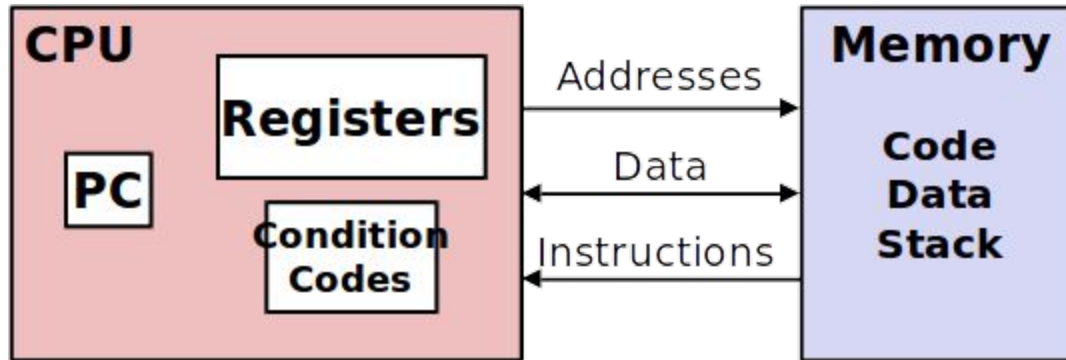 CPU
Registers
PC
Condition
Codes
Addresses
Data
Instructions
Memory
Code
Data
Stack